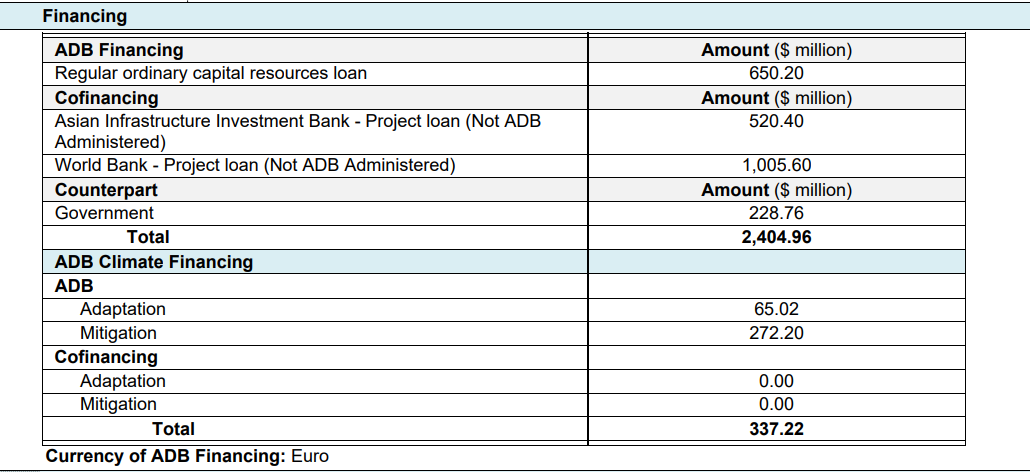 Financing
ADB Financing Amount ($ million)
Regular ordinary capital resources loan 650.20
Cofinancing Amount ($ million)
Asian Infrastructure Investment Bank - Project loan (Not ADB 520.40
Administered)
World Bank - Project loan (Not ADB Administered) 1,005.60
Counterpart Amount ($ million)
Government 228.76
Total 2,404.96
ADB Climate Financing
ADB
Adaptation 65.02
Mitigation 272.20
Cofinancing
Adaptation 0.00
Mitigation 0.00
Total 337.22
Currency of ADB Financing: Euro